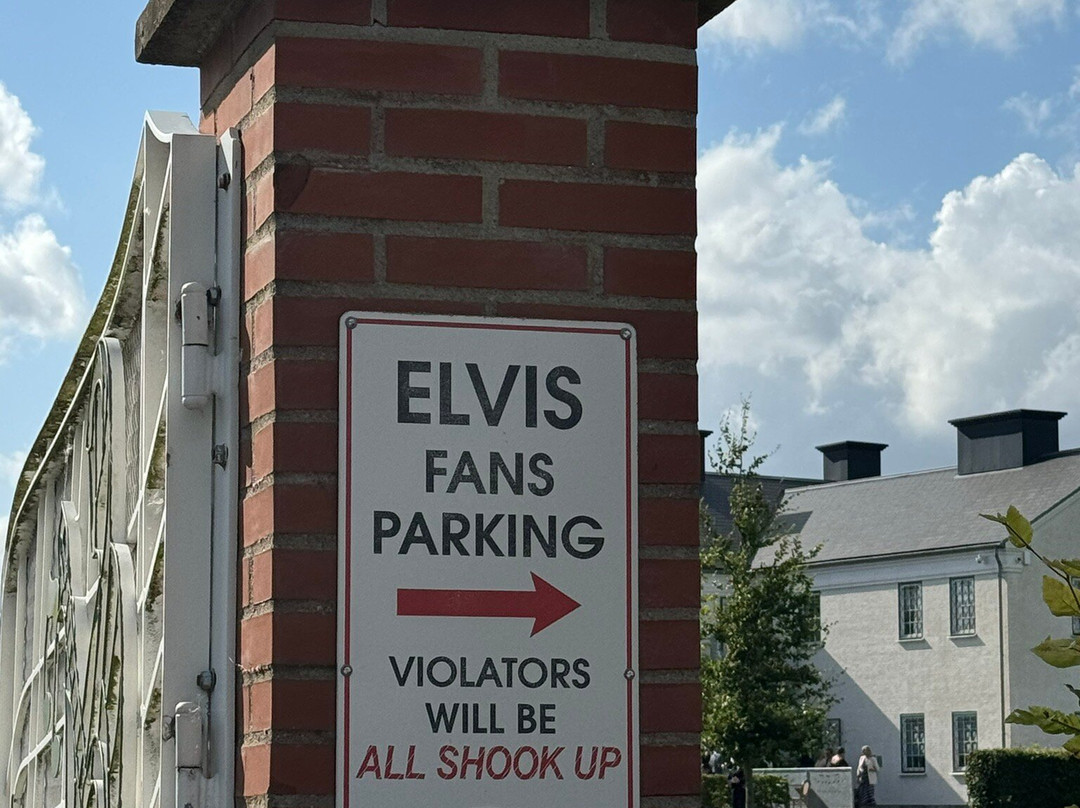 ELVIS
FANS
PARKING
VIOLATORS
WILL BE
ALL SHOOK UP